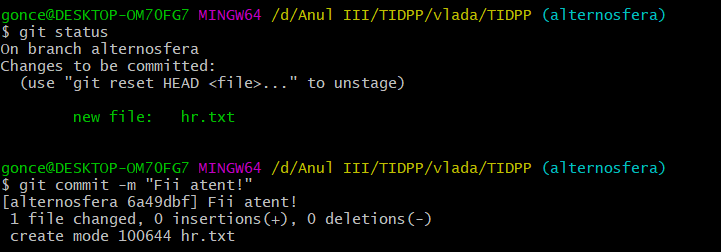 gonce@DESKTOP-OM7OFG7 MINGW64 /d/Anul III/TIDPP/vlada/TIDPP (alternosfera)
$ git status
On branch alternosfera
Changes to be committed:
  (use "git reset HEAD <file>..." to unstage)

        new file:   hr.txt

gonce@DESKTOP-OM7OFG7 MINGW64 /d/Anul III/TIDPP/vlada/TIDPP (alternosfera)
$ git commit -m "Fii atent!"
[alternosfera 6a49dbf] Fii atent!
 1 file changed, 0 insertions(+), 0 deletions(-)
 create mode 100644 hr.txt